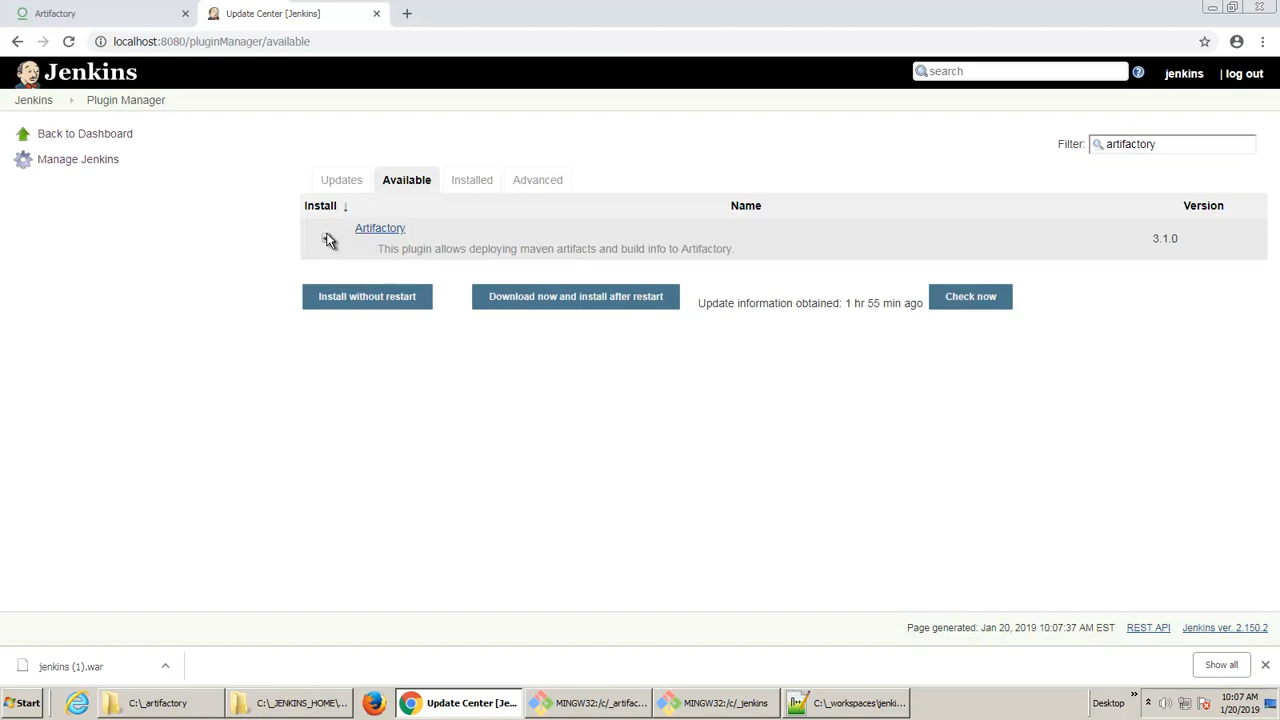 Artifactory
Update Center [Jenkins]
localhost:8080/pluginManager/available
Jenkins
search
jenkins
| log out
Jenkins
Plugin Manager
Back to Dashboard
Manage Jenkins
Filter:
artifactory
Updates
Available
Installed
Advanced
Install ↓
Name
Version
Artifactory
This plugin allows deploying maven artifacts and build info to Artifactory.
3.1.0
Install without restart
Download now and install after restart
Update information obtained: 1 hr 55 min ago
Check now
Page generated: Jan 20, 2019 10:07:37 AM EST
REST API
Jenkins ver. 2.150.2
jenkins (1).war
Show all
Start
C:\_artifactory
C:\_JENKINS_HOME\...
Update Center [Je...
MINGW32:/c/_artifac...
MINGW32:/c/_jenkins
C:\_workspaces\jenki...
Desktop
10:07 AM
1/20/2019